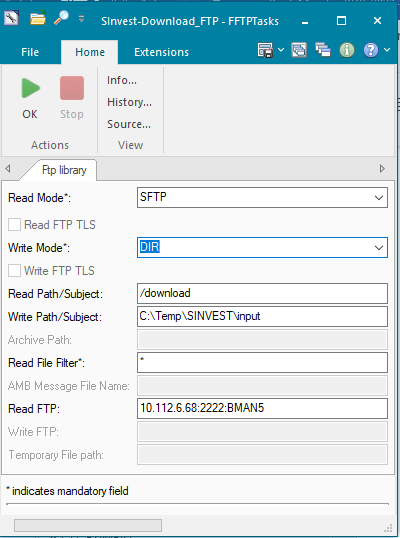 SInvest-Download_FTP - FFTPTasks
File Home Extensions
OK Stop
Info...
History...
Source...
Actions View
Ftp library
Read Mode*: SFTP
Read FTP TLS
Write Mode*: DIR
Write FTP TLS
Read Path/Subject: /download
Write Path/Subject: C:\Temp\SINVEST\input
Archive Path:
Read File Filter*: *
AMB Message File Name:
Read FTP: 10.112.6.68:2222:BMAN5
Write FTP:
Temporary File path:
* indicates mandatory field